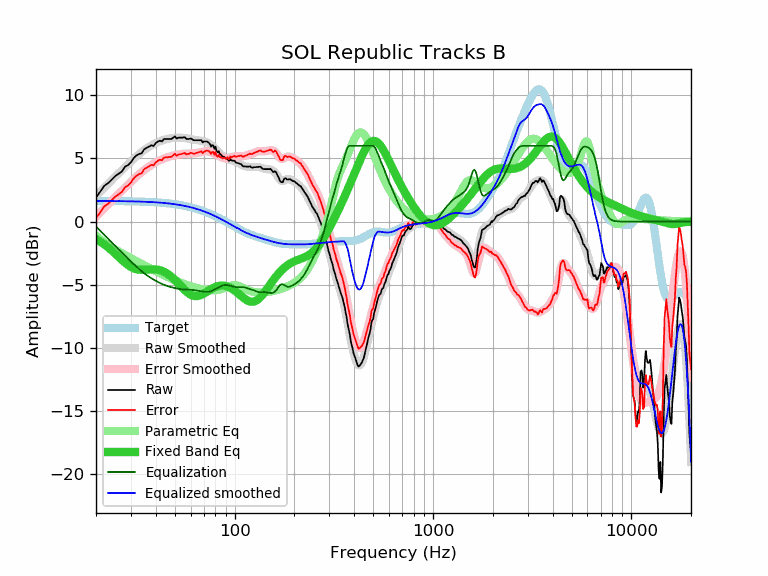 SOL Republic Tracks B
Amplitude (dBr)
10
5
0
−5
−10
−15
−20
Target
Raw Smoothed
Error Smoothed
Raw
Error
Parametric Eq
Fixed Band Eq
Equalization
Equalized smoothed
100
1000
10000
Frequency (Hz)